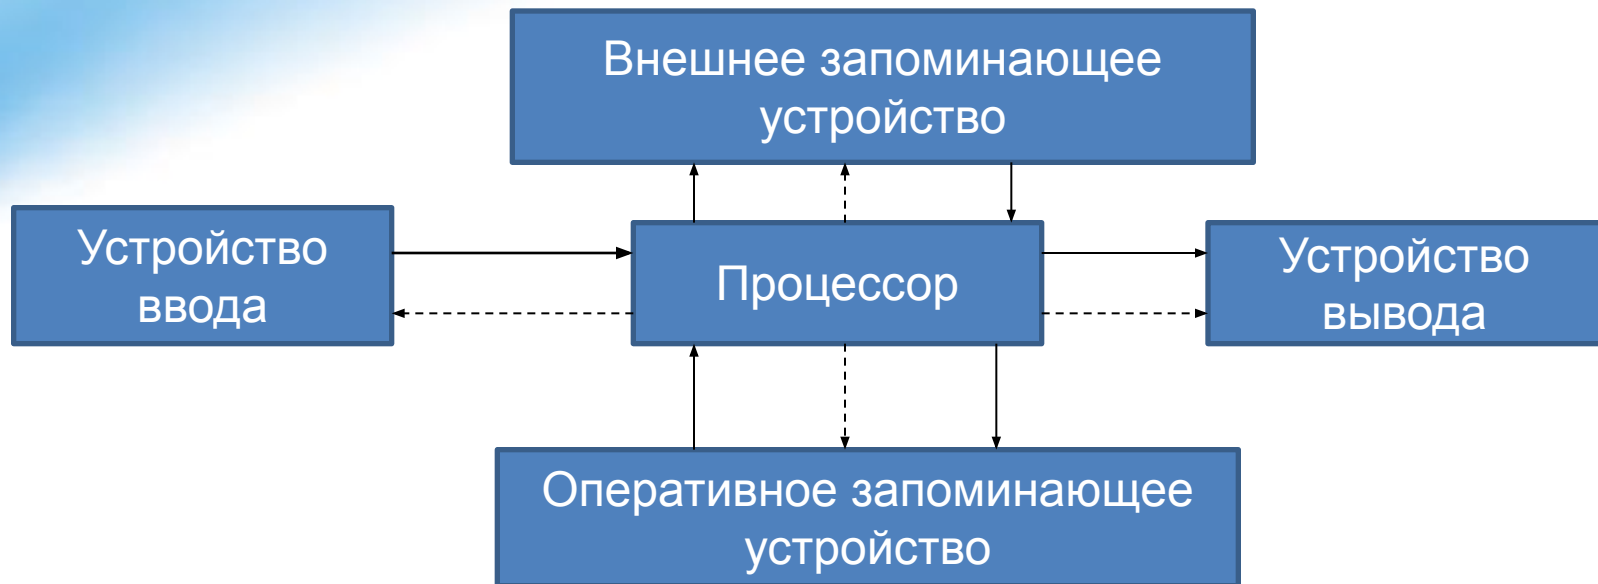 Внешнее запоминающее
устройство
Устройство
ввода
Процессор
Устройство
вывода
Оперативное запоминающее
устройство